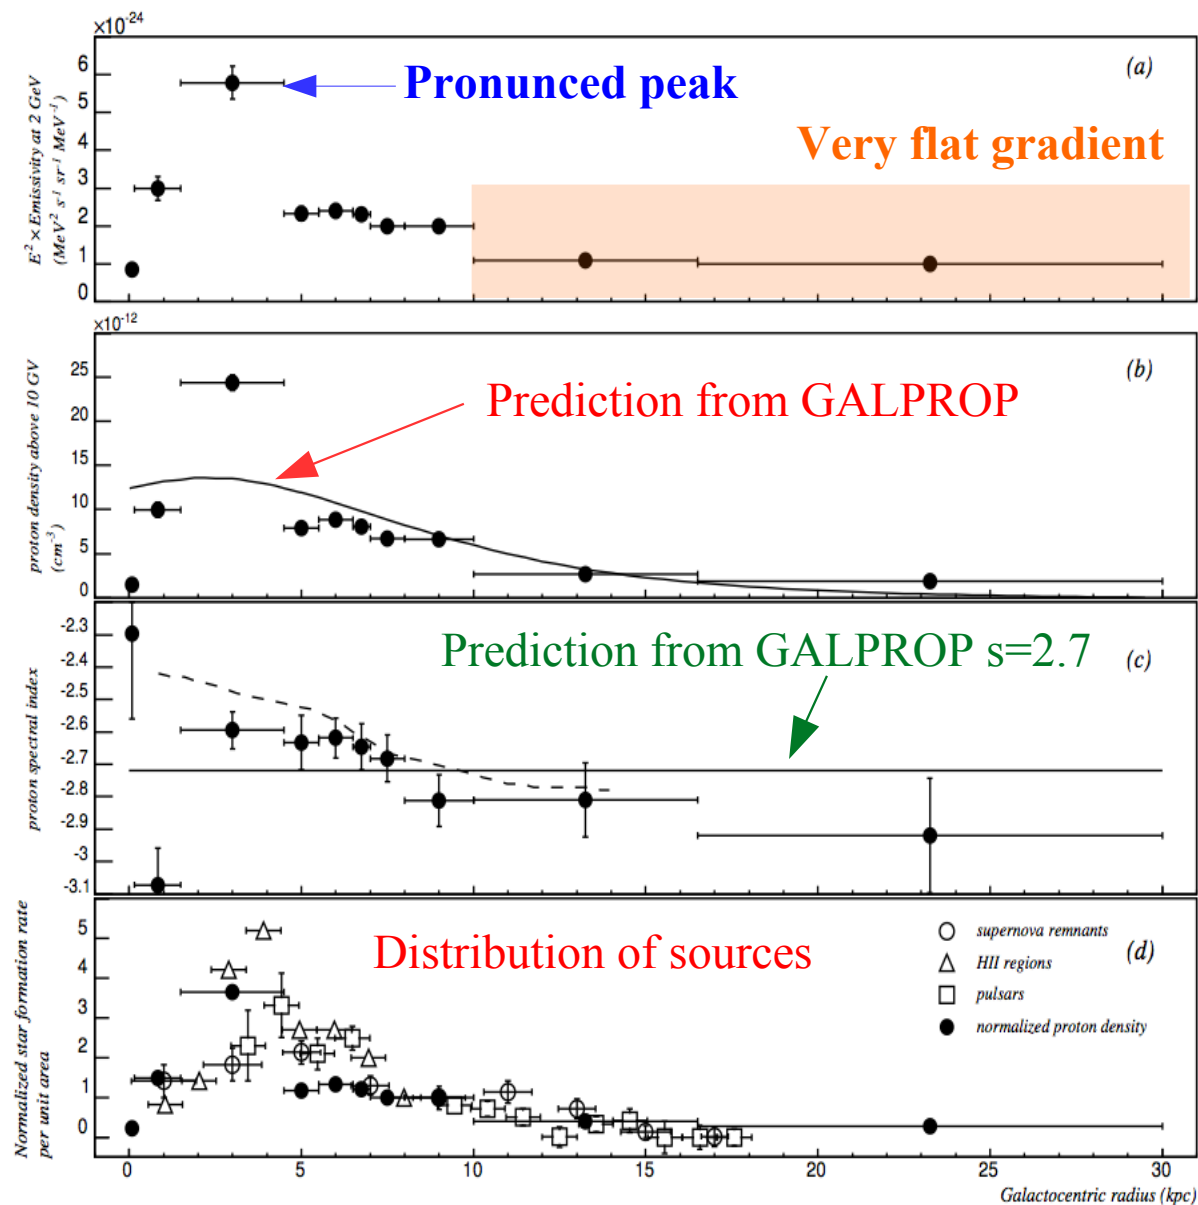 ×10⁻²⁴
6
5
4
3
2
1
0
E² × Emissivity at 2 GeV
(MeV² s⁻¹ sr⁻¹ MeV⁻¹)
(a)
Pronunced peak
Very flat gradient
×10⁻¹²
25
20
15
10
5
0
proton density above 10 GV
(cm⁻³)
(b)
Prediction from GALPROP
-2.3
-2.4
-2.5
-2.6
-2.7
-2.8
-2.9
-3
-3.1
proton spectral index
Prediction from GALPROP s=2.7
(c)
5
4
3
2
1
0
Normalized star formation rate
per unit area
Distribution of sources
(d)
supernova remnants
HII regions
pulsars
normalized proton density
0 5 10 15 20 25 30
Galactocentric radius (kpc)